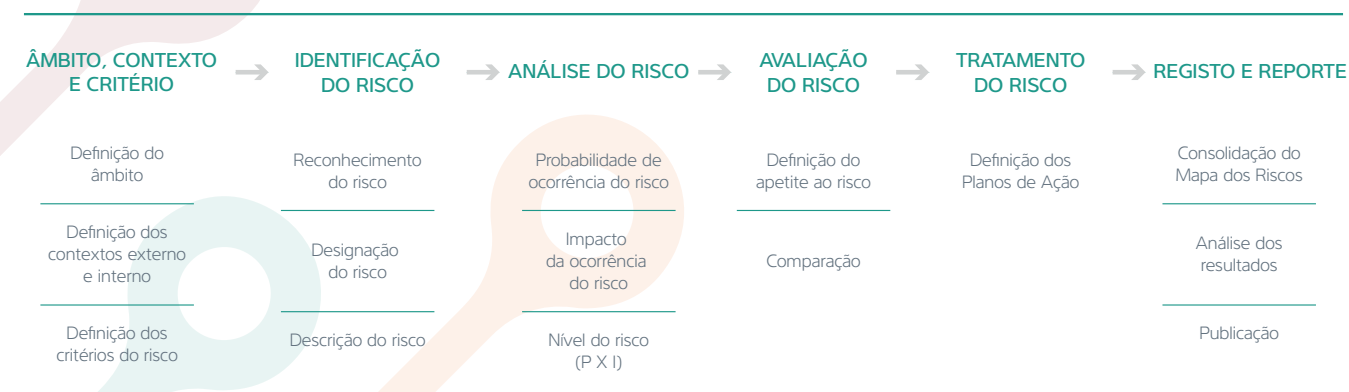 ÂMBITO, CONTEXTO
E CRITÉRIO
IDENTIFICAÇÃO
DO RISCO
ANÁLISE DO RISCO
AVALIAÇÃO
DO RISCO
TRATAMENTO
DO RISCO
REGISTO E REPORTE
Definição do
âmbito
Definição dos
contextos externo
e interno
Definição dos
critérios do risco
Reconhecimento
do risco
Designação
do risco
Descrição do risco
Probabilidade de
ocorrência do risco
Impacto
da ocorrência
do risco
Nível do risco
(P X I)
Definição do
apetite ao risco
Comparação
Definição dos
Planos de Ação
Consolidação do
Mapa dos Riscos
Análise dos
resultados
Publicação